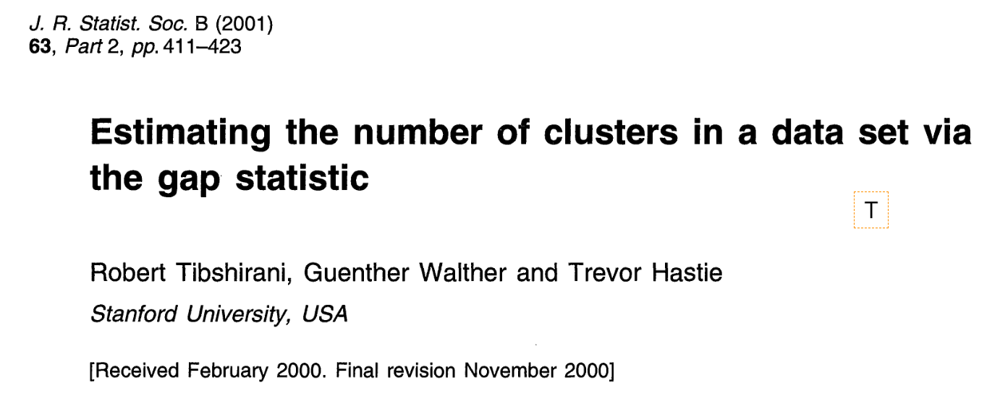 J. R. Statist. Soc. B (2001)
63, Part 2, pp. 411–423
Estimating the number of clusters in a data set via
the gap statistic
T
Robert Tibshirani, Guenther Walther and Trevor Hastie
Stanford University, USA
[Received February 2000. Final revision November 2000]